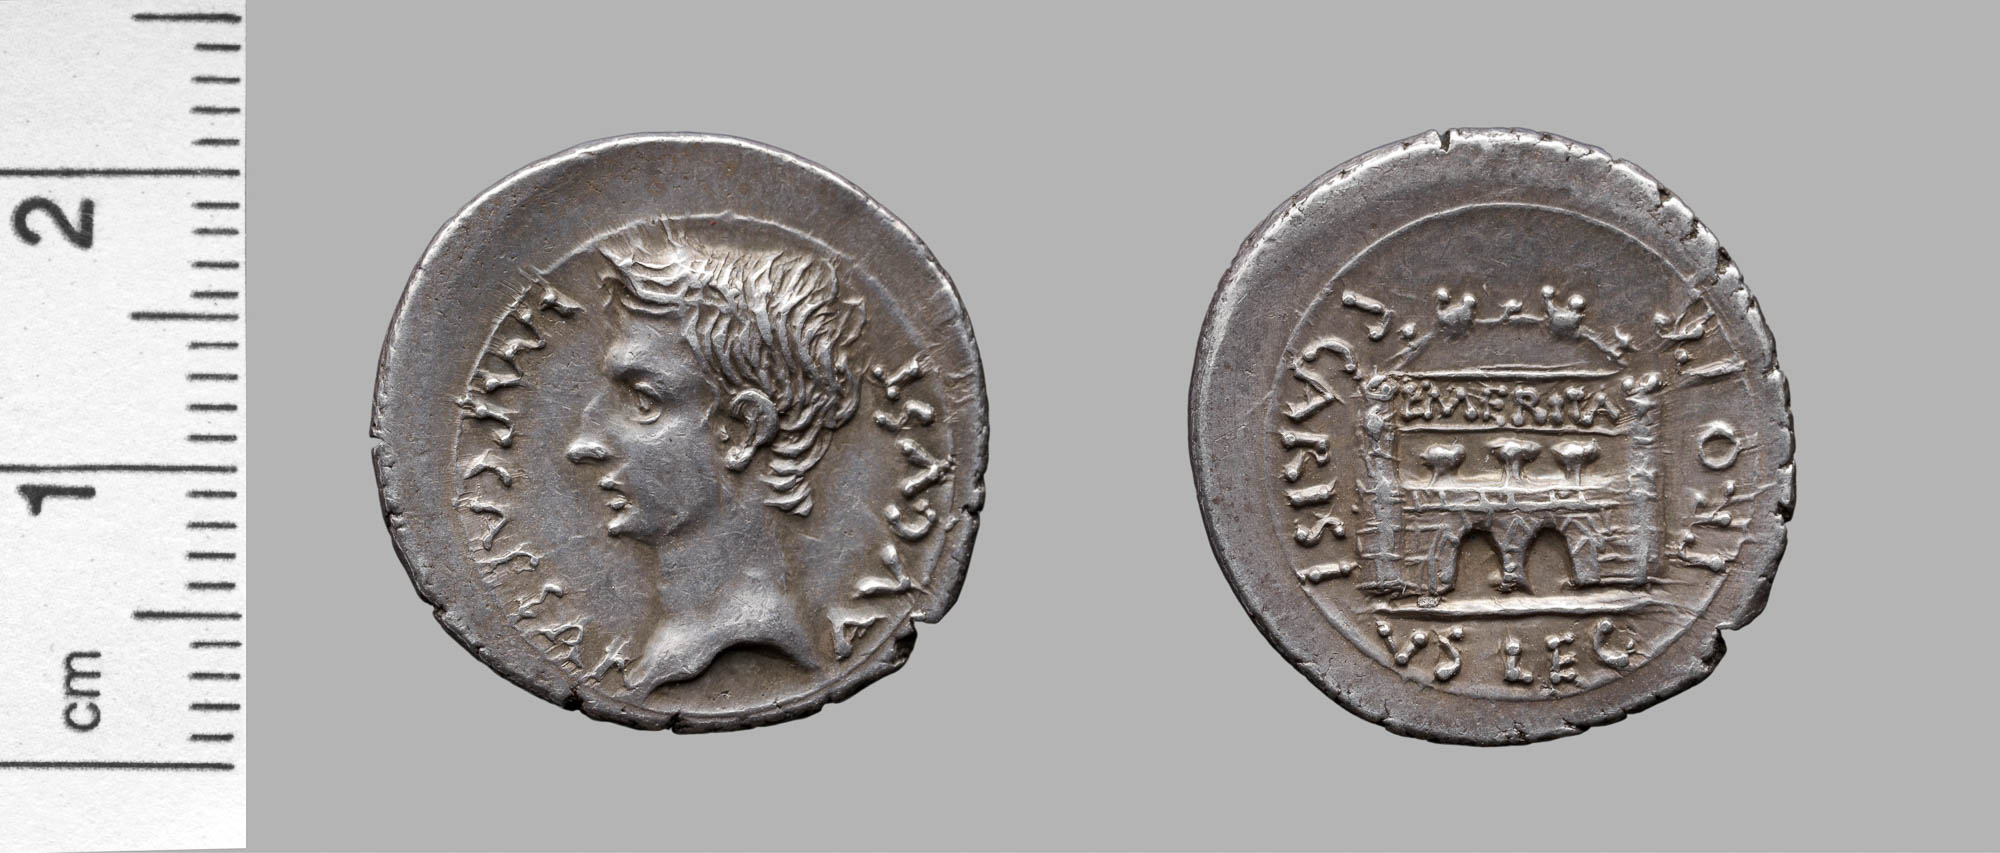 2
1
cm
IMP CAESAR AVGVST
P CARISIVS LEG PRO PR
EMERITA